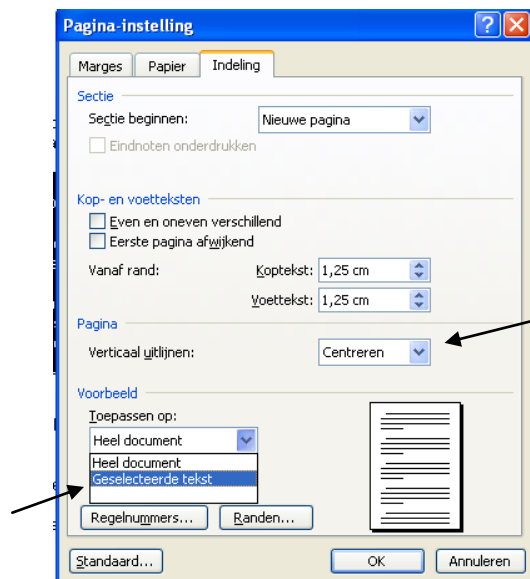 Pagina-instelling
Marges Papier Indeling
Sectie
Sectie beginnen: Nieuwe pagina
Eindnoten onderdrukken
Kop- en voetteksten
Even en oneven verschillend
Eerste pagina afwijkend
Vanaf rand: Koptekst: 1,25 cm
Voettekst: 1,25 cm
Pagina
Verticaal uitlijnen: Centreren
Voorbeeld
Toepassen op:
Heel document
Heel document
Geselecteerde tekst
Regelnummers... Randen...
Standaard... OK Annuleren